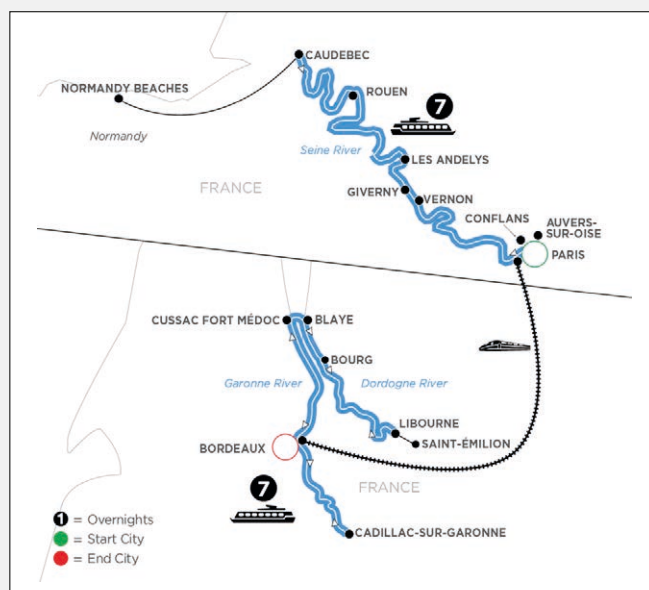 CAUDEBEC
NORMANDY BEACHES
ROUEN
7
Normandy
Seine River
LES ANDELYS
FRANCE
GIVERNY
VERNON
CONFLANS
AUVERS-
SUR-OISE
PARIS
CUSSAC FORT MÉDOC
BLAYE
BOURG
Garonne River
Dordogne River
LIBOURNE
BORDEAUX
SAINT-ÉMILION
7
FRANCE
1 = Overnights
= Start City
= End City
CADILLAC-SUR-GARONNE